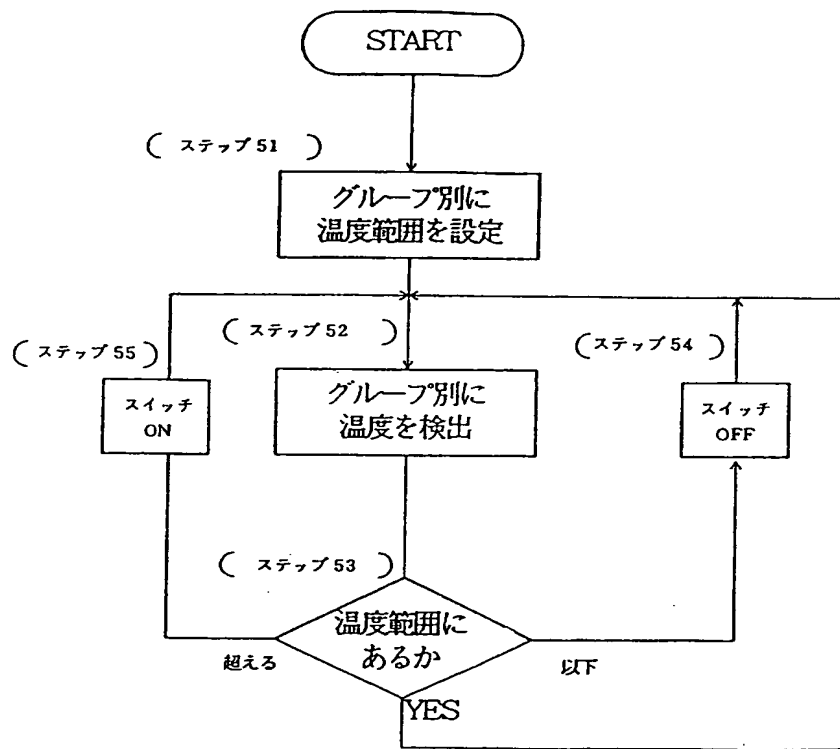 START
( ステップ 51 )
グループ別に
温度範囲を設定
( ステップ 52 )
( ステップ 55 )
( ステップ 54 )
グループ別に
温度を検出
スイッチ
ON
スイッチ
OFF
( ステップ 53 )
温度範囲に
あるか
超える
以下
YES